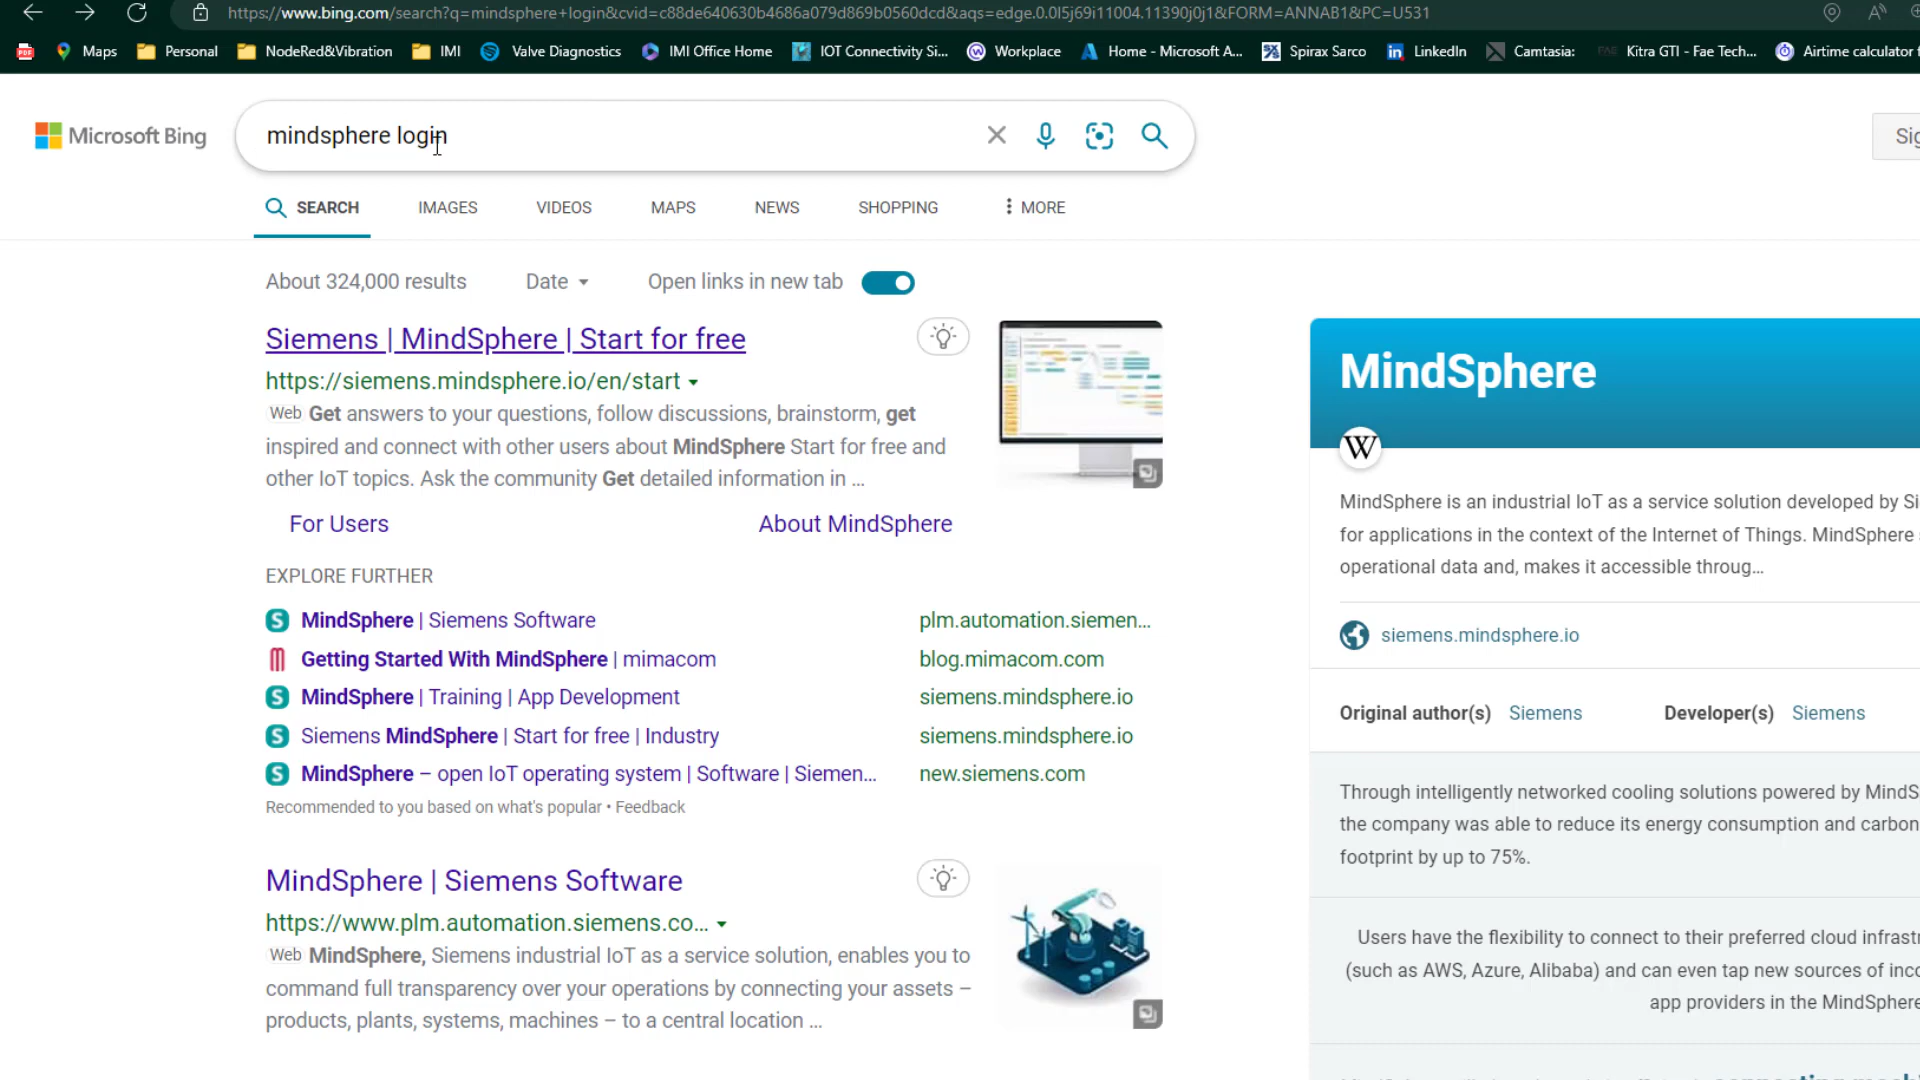 https://www.bing.com/search?q=mindsphere+login&cvid=c88de640630b4686a079d869b0560dcd&aqs=edge.0.0l5j69i11004.11390j0j1&FORM=ANNAB1&PC=U531
PDF Maps Personal NodeRed&Vibration IMI Valve Diagnostics IMI Office Home IOT Connectivity Si... Workplace Home - Microsoft A... Spirax Sarco LinkedIn Camtasia: FAE Kitra GTI - Fae Tech... Airtime calculator f
Microsoft Bing
mindsphere login
Sig
SEARCH IMAGES VIDEOS MAPS NEWS SHOPPING MORE
About 324,000 results Date Open links in new tab
Siemens | MindSphere | Start for free
https://siemens.mindsphere.io/en/start
Web Get answers to your questions, follow discussions, brainstorm, get
inspired and connect with other users about MindSphere Start for free and
other IoT topics. Ask the community Get detailed information in ...
For Users About MindSphere
EXPLORE FURTHER
MindSphere | Siemens Software plm.automation.siemen...
Getting Started With MindSphere | mimacom blog.mimacom.com
MindSphere | Training | App Development siemens.mindsphere.io
Siemens MindSphere | Start for free | Industry siemens.mindsphere.io
MindSphere – open IoT operating system | Software | Siemen... new.siemens.com
Recommended to you based on what's popular • Feedback
MindSphere | Siemens Software
https://www.plm.automation.siemens.co...
Web MindSphere, Siemens industrial IoT as a service solution, enables you to
command full transparency over your operations by connecting your assets –
products, plants, systems, machines – to a central location ...
MindSphere
W
MindSphere is an industrial IoT as a service solution developed by Si
for applications in the context of the Internet of Things. MindSphere s
operational data and, makes it accessible throug...
siemens.mindsphere.io
Original author(s) Siemens Developer(s) Siemens
Through intelligently networked cooling solutions powered by MindS
the company was able to reduce its energy consumption and carbon
footprint by up to 75%.
Users have the flexibility to connect to their preferred cloud infrastr
(such as AWS, Azure, Alibaba) and can even tap new sources of inco
app providers in the MindSphere